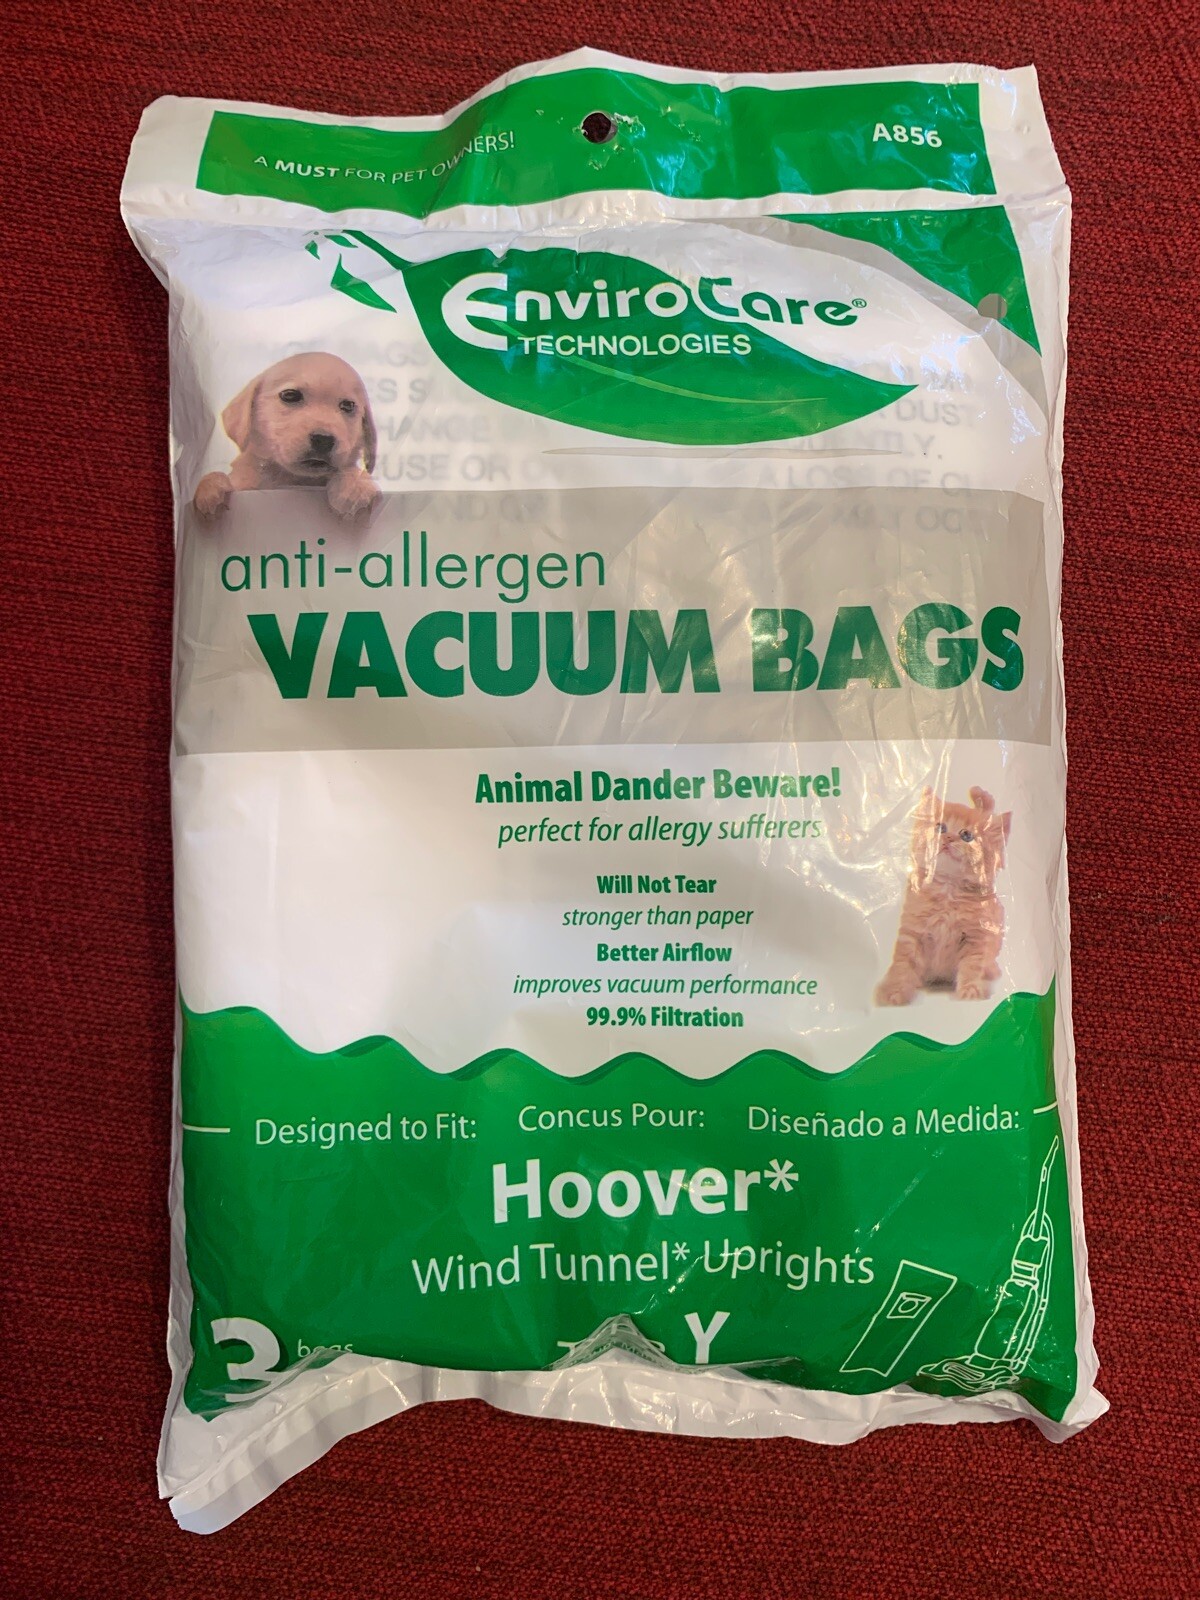 A MUST FOR PET OWNERS!
A856
EnviroCare®
TECHNOLOGIES
anti-allergen
VACUUM BAGS
Animal Dander Beware!
perfect for allergy sufferers
Will Not Tear
stronger than paper
Better Airflow
improves vacuum performance
99.9% Filtration
Designed to Fit: Concus Pour: Diseñado a Medida:
Hoover*
Wind Tunnel* Uprights
3 bags
Y